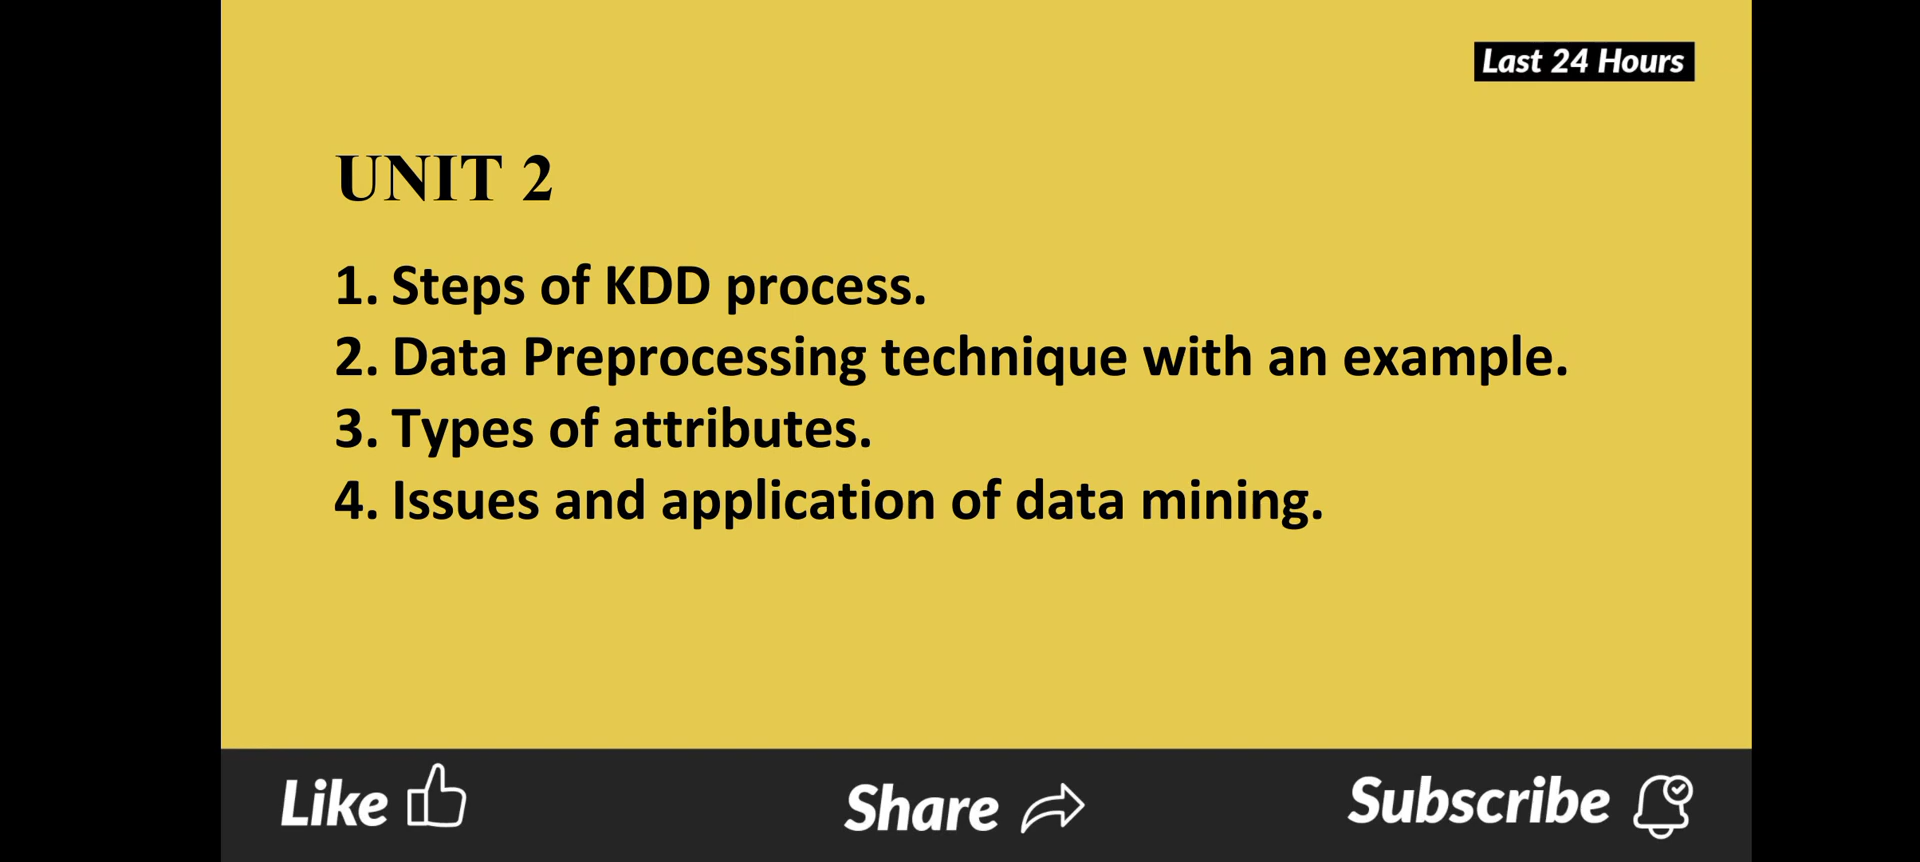 Last 24 Hours
UNIT 2
1. Steps of KDD process.
2. Data Preprocessing technique with an example.
3. Types of attributes.
4. Issues and application of data mining.
Like
Share
Subscribe